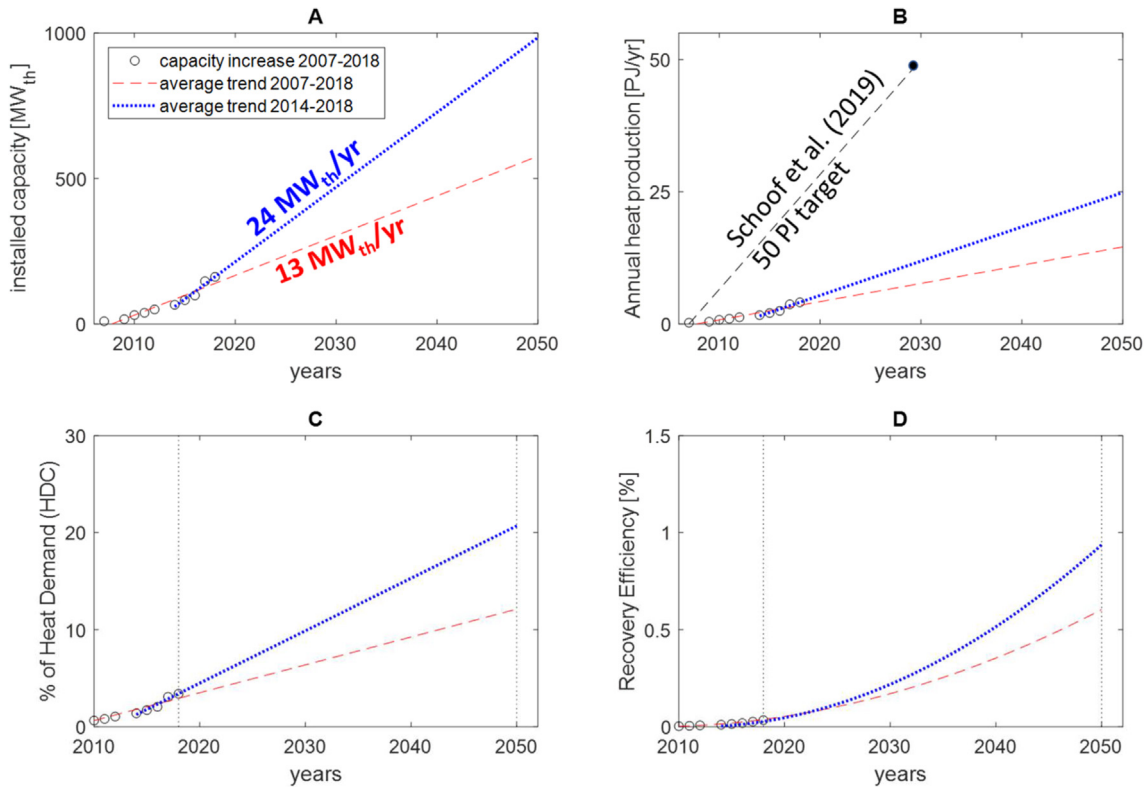 A
installed capacity [MWth]
1000
500
0
capacity increase 2007-2018
average trend 2007-2018
average trend 2014-2018
24 MWth/yr
13 MWth/yr
2010 2020 2030 2040 2050
years
B
Annual heat production [PJ/yr]
50
25
0
Schoof et al. (2019)
50 PJ target
2010 2020 2030 2040 2050
years
C
% of Heat Demand (HDC)
30
20
10
0
2010 2020 2030 2040 2050
years
D
Recovery Efficiency [%]
1.5
1
0.5
0
2010 2020 2030 2040 2050
years